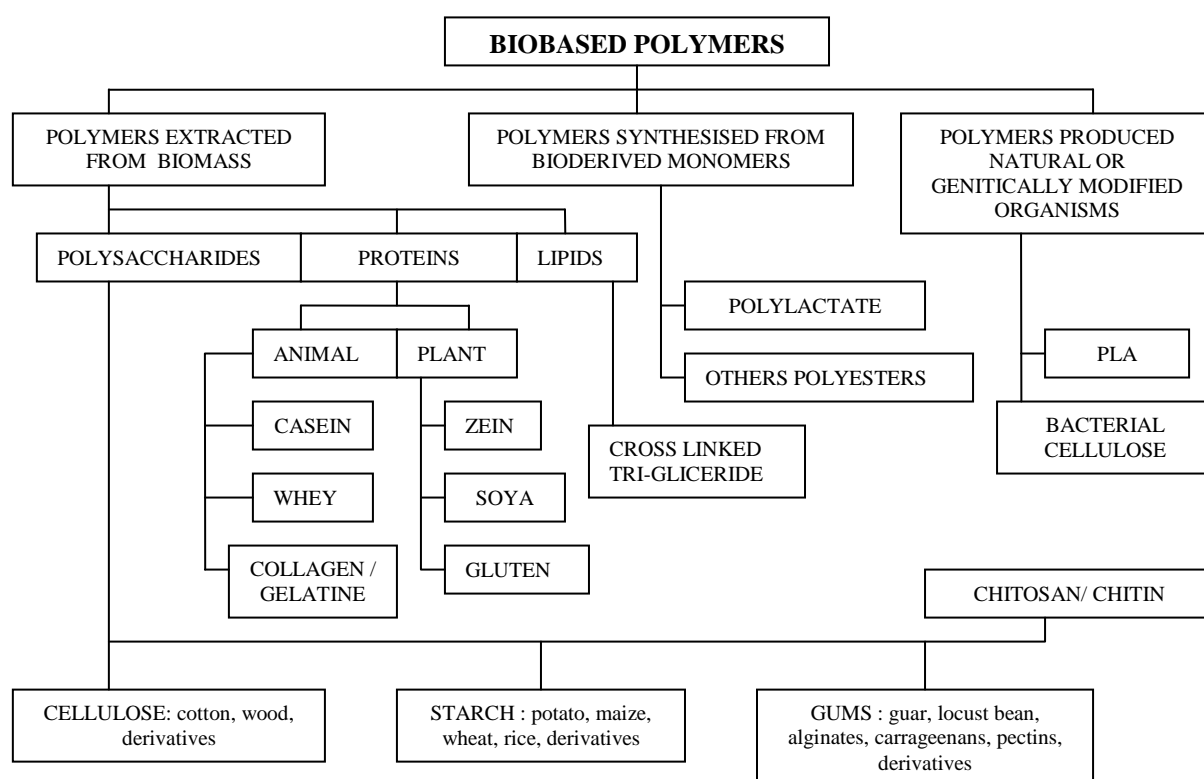 BIOBASED POLYMERS
POLYMERS EXTRACTED
FROM BIOMASS
POLYMERS SYNTHESISED FROM
BIODERIVED MONOMERS
POLYMERS PRODUCED
NATURAL OR
GENITICALLY MODIFIED
ORGANISMS
POLYSACCHARIDES
PROTEINS
LIPIDS
POLYLACTATE
OTHERS POLYESTERS
PLA
BACTERIAL
CELLULOSE
ANIMAL
PLANT
CASEIN
ZEIN
CROSS LINKED
TRI-GLICERIDE
WHEY
SOYA
COLLAGEN /
GELATINE
GLUTEN
CHITOSAN/ CHITIN
CELLULOSE: cotton, wood,
derivatives
STARCH : potato, maize,
wheat, rice, derivatives
GUMS : guar, locust bean,
alginates, carrageenans, pectins,
derivatives